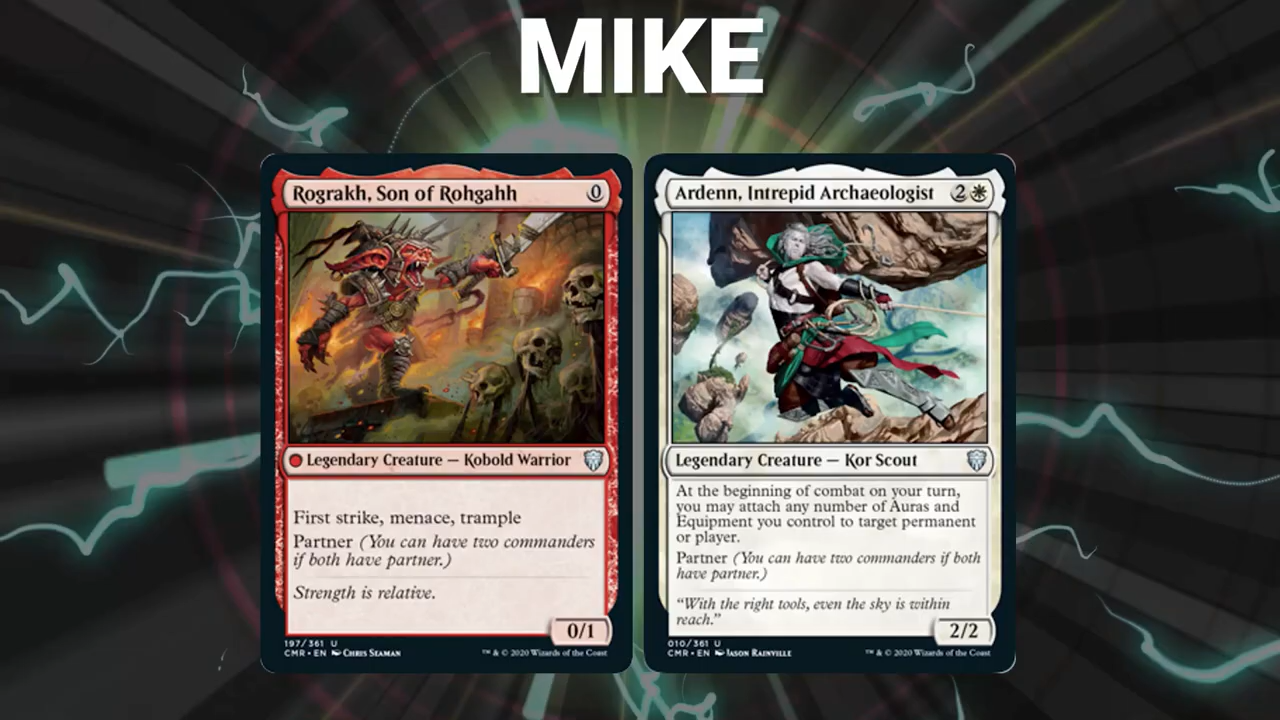 MIKE
Rograkh, Son of Rohgahh 0
Legendary Creature — Kobold Warrior
First strike, menace, trample
Partner (You can have two commanders
if both have partner.)
Strength is relative.
0/1
197/361 U
CMR • EN Chris Seaman
™ & © 2020 Wizards of the Coast
Ardenn, Intrepid Archaeologist 2
Legendary Creature — Kor Scout
At the beginning of combat on your turn,
you may attach any number of Auras and
Equipment you control to target permanent
or player.
Partner (You can have two commanders if both
have partner.)
“With the right tools, even the sky is within
reach.”
2/2
010/361 U
CMR • EN Jason Rainville
™ & © 2020 Wizards of the Coast